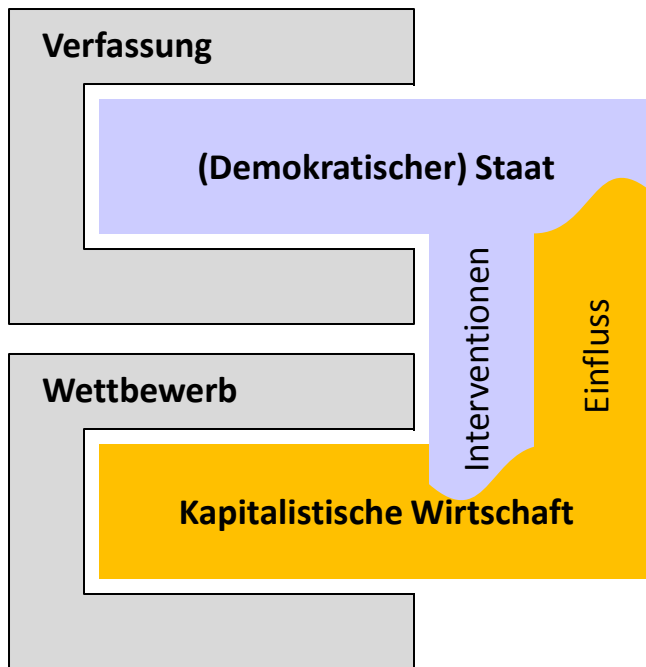 Verfassung
(Demokratischer) Staat
Interventionen
Einfluss
Wettbewerb
Kapitalistische Wirtschaft